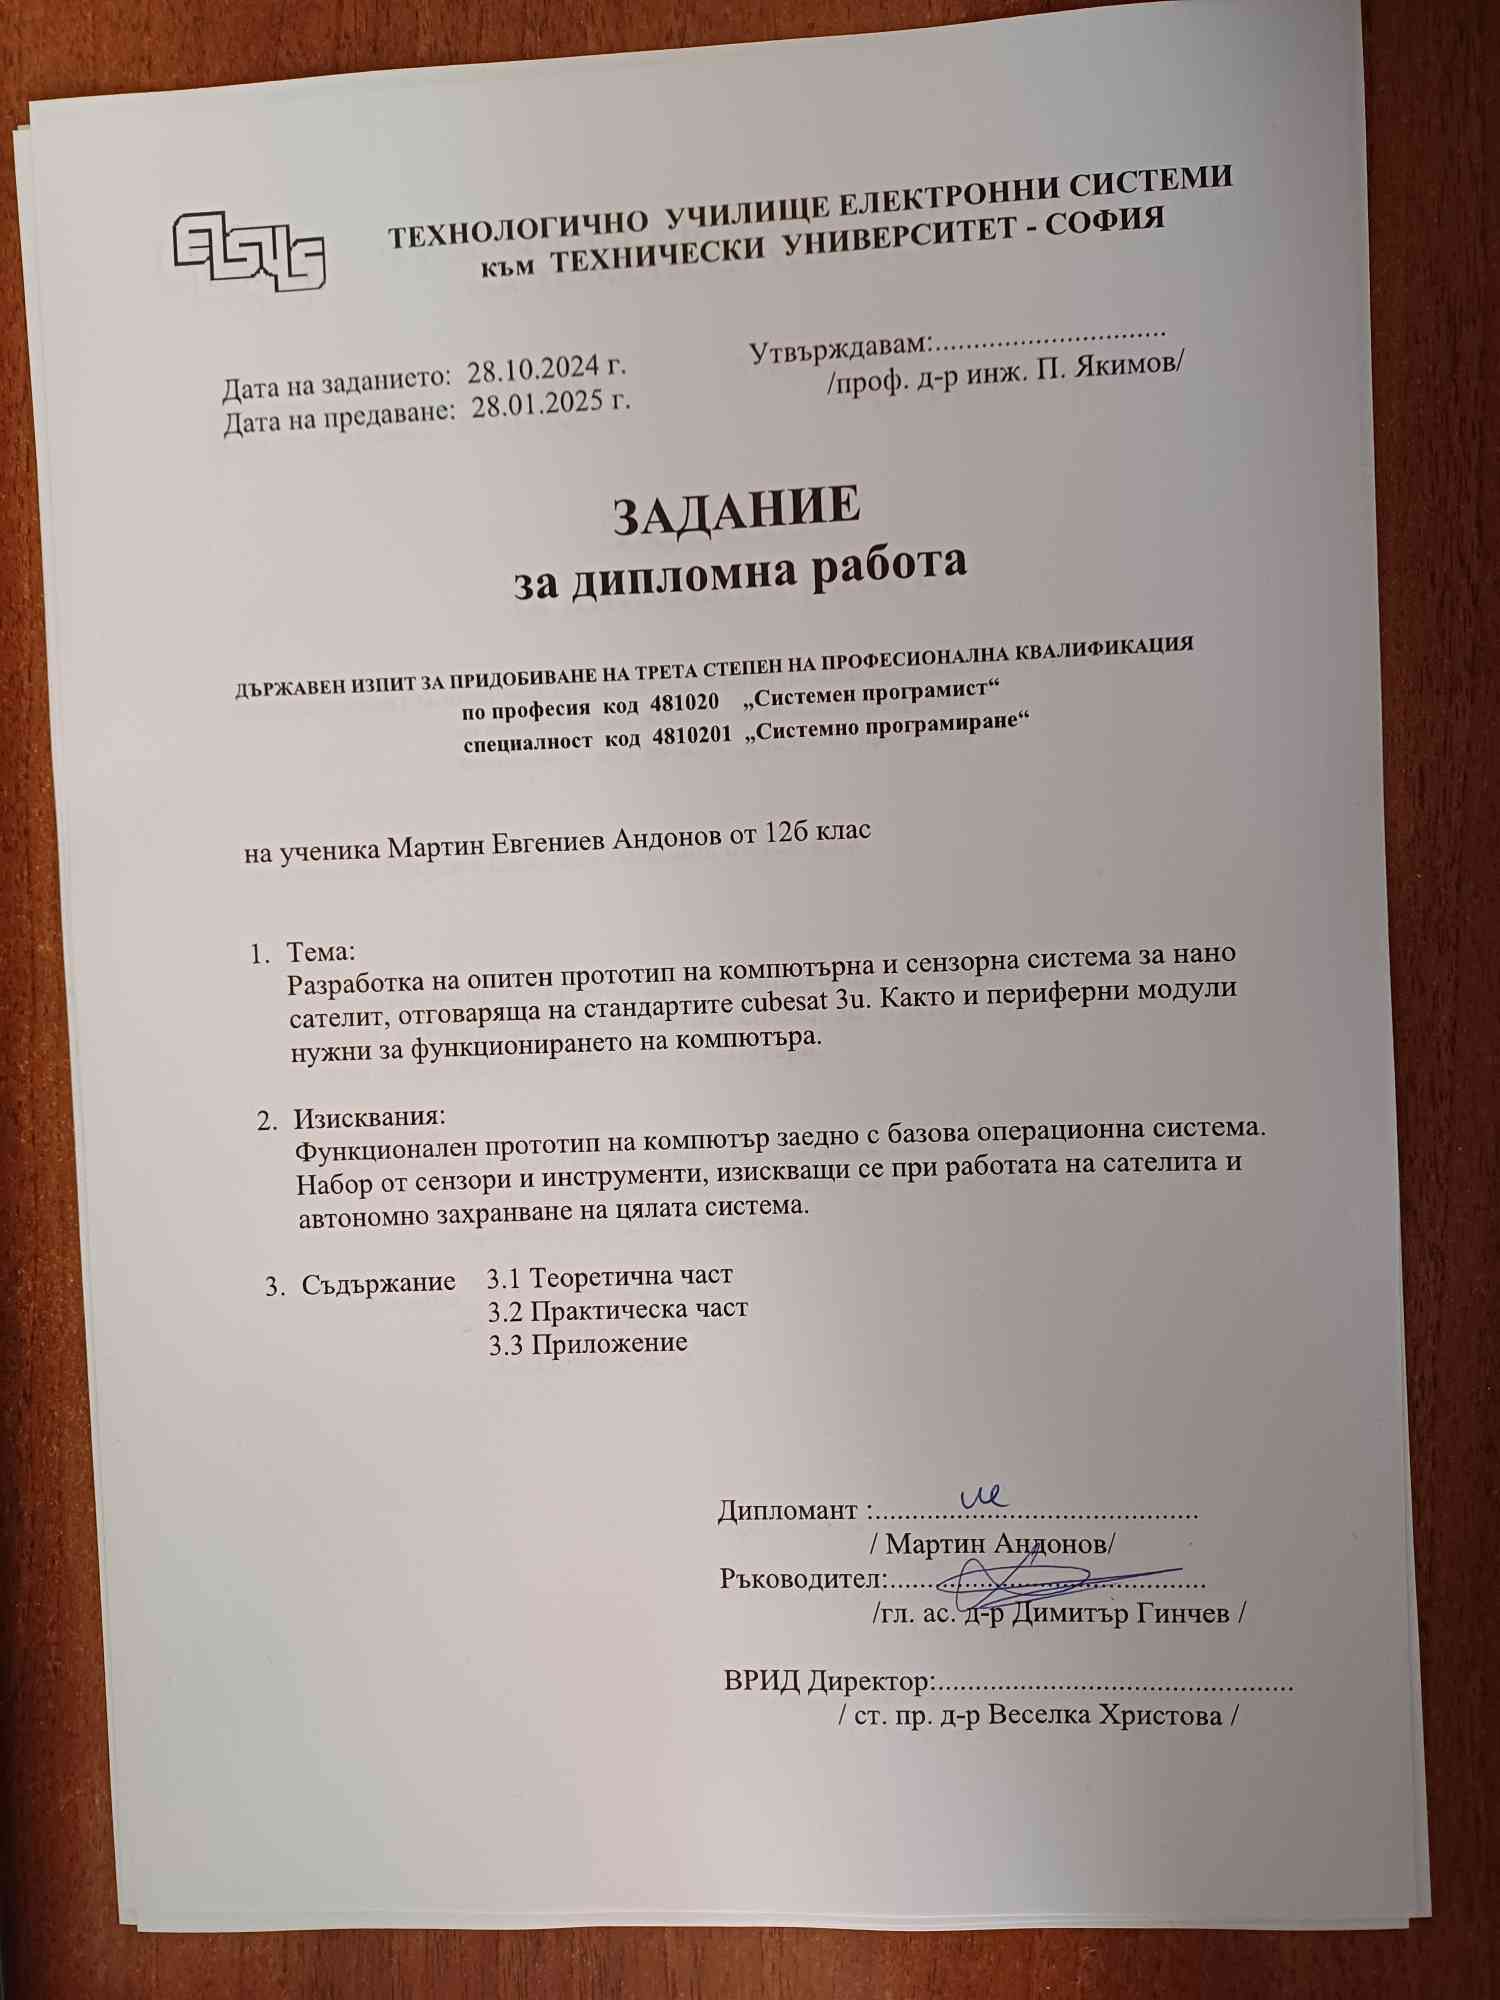 ТЕХНОЛОГИЧНО УЧИЛИЩЕ ЕЛЕКТРОННИ СИСТЕМИ
към ТЕХНИЧЕСКИ УНИВЕРСИТЕТ - СОФИЯ
Дата на заданието: 28.10.2024 г.
Утвърждавам:..............................
Дата на предаване: 28.01.2025 г.
/проф. д-р инж. П. Якимов/
ЗАДАНИЕ
за дипломна работа
ДЪРЖАВЕН ИЗПИТ ЗА ПРИДОБИВАНЕ НА ТРЕТА СТЕПЕН НА ПРОФЕСИОНАЛНА КВАЛИФИКАЦИЯ
по професия код 481020 „Системен програмист“
специалност код 4810201 „Системно програмиране“
на ученика Мартин Евгениев Андонов от 12б клас
1. Тема:
Разработка на опитен прототип на компютърна и сензорна система за нано
сателит, отговаряща на стандартите cubesat 3u. Както и периферни модули
нужни за функционирането на компютъра.
2. Изисквания:
Функционален прототип на компютър заедно с базова операционна система.
Набор от сензори и инструменти, изискващи се при работата на сателита и
автономно захранване на цялата система.
3. Съдържание 3.1 Теоретична част
3.2 Практическа част
3.3 Приложение
Дипломант :...........................................
/ Мартин Андонов/
Ръководител:..........................................
/гл. ас. д-р Димитър Гинчев /
ВРИД Директор:...............................................
/ ст. пр. д-р Веселка Христова /